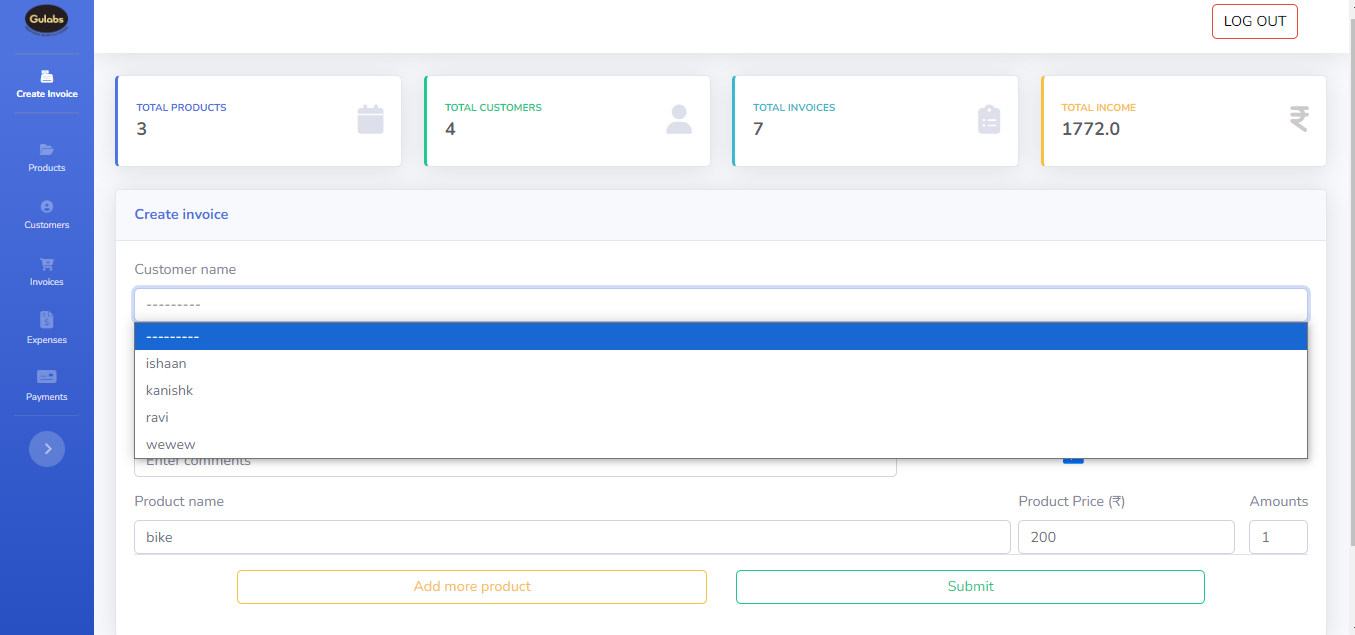 Gulabs
LOG OUT
Create Invoice
Products
Customers
Invoices
Expenses
Payments
TOTAL PRODUCTS
3
TOTAL CUSTOMERS
4
TOTAL INVOICES
7
TOTAL INCOME
1772.0
₹
Create invoice
Customer name
---------
---------
ishaan
kanishk
ravi
wewew
Enter comments
Product name Product Price (₹) Amounts
bike 200 1
Add more product Submit